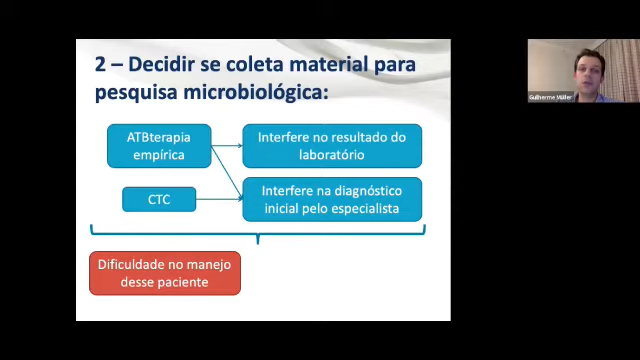 2 – Decidir se coleta material para
pesquisa microbiológica:
ATBterapia
empírica
Interfere no resultado do
laboratório
CTC
Interfere na diagnóstico
inicial pelo especialista
Dificuldade no manejo
desse paciente
Guilherme Müller